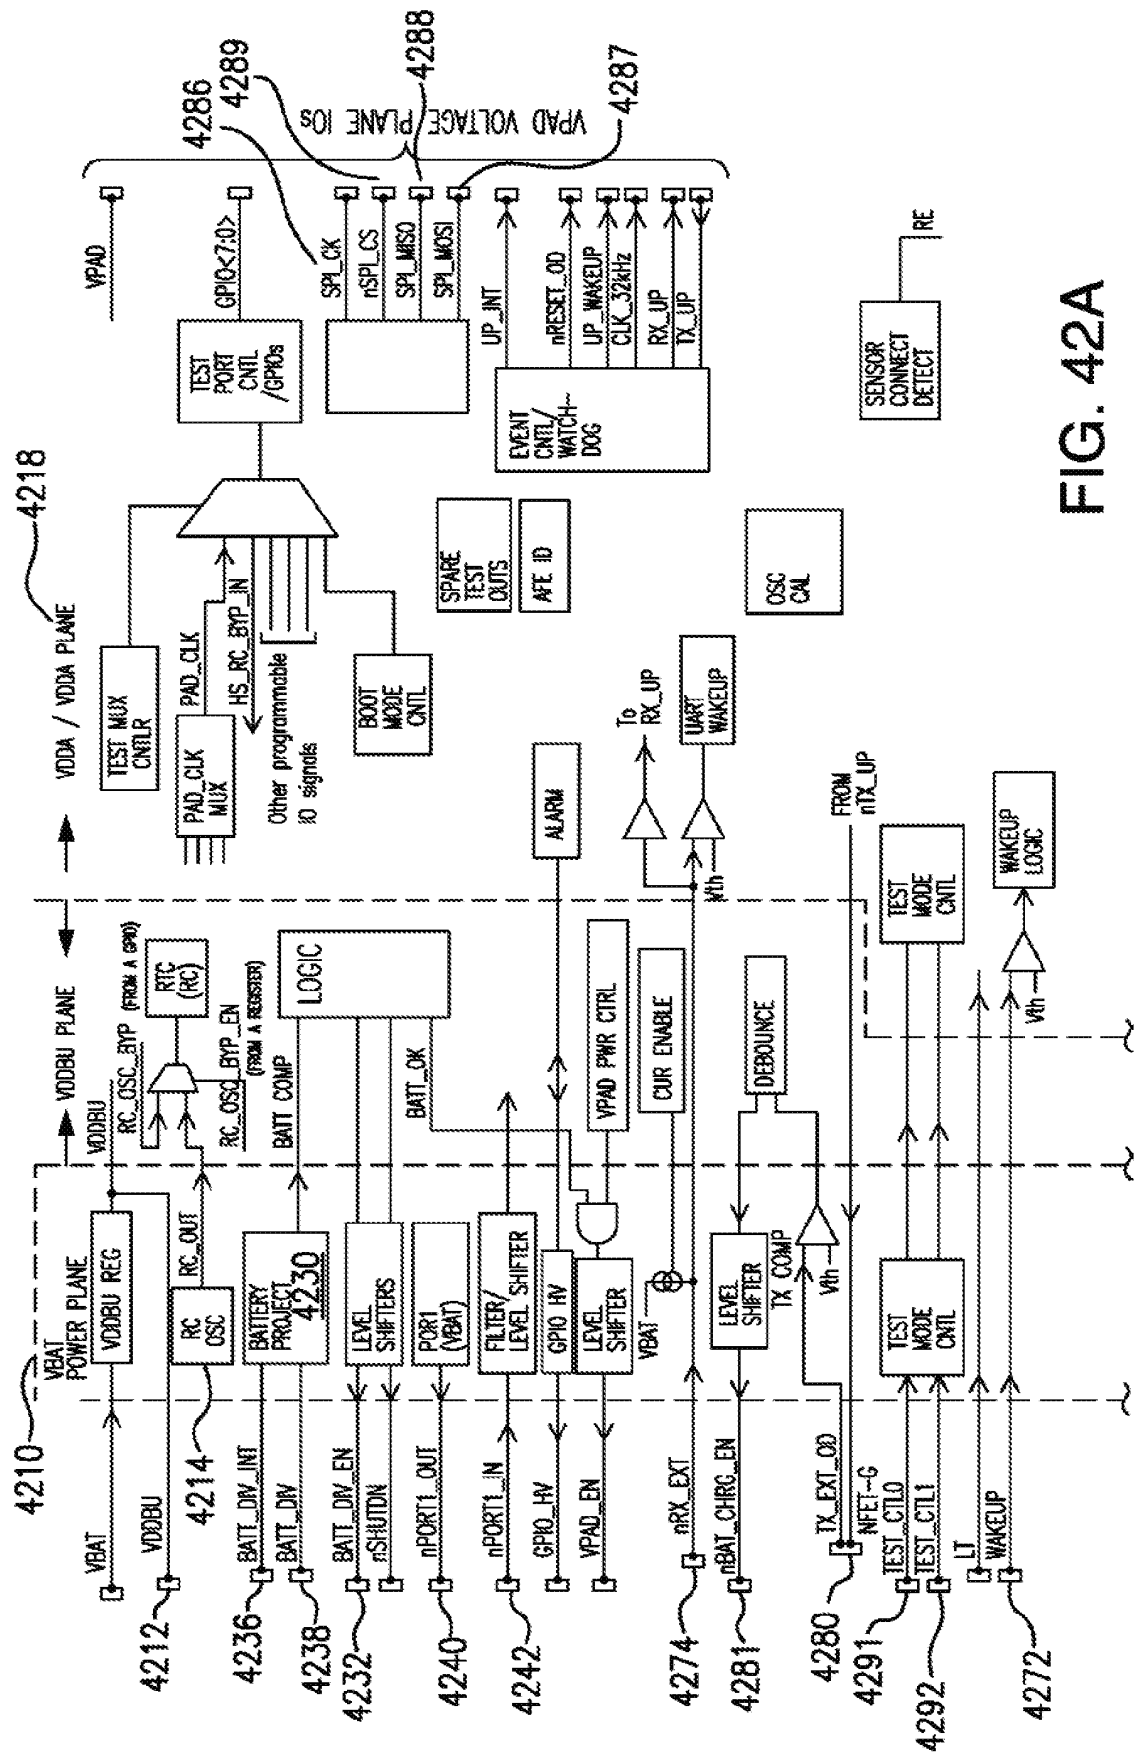 4210
VBAT
POWER PLANE
VDDBU PLANE
VDDA / VDDA PLANE
4218
VBAT
VDDBU REG
VDDBU
VDDBU
4212
RC_OSC_BYP (FROM A GPIO)
RTC
(RC)
RC_OSC_BYP_EN
(FROM A REGISTER)
RC_OUT
RC
OSC
4214
BATT_DIV_INT
4236
BATT_DIV
4238
BATTERY
PROJECT
4230
BATT COMP
LOGIC
BATT_DIV_EN
4232
nSHUTDN
LEVEL
SHIFTERS
BATT_OK
nPORT1_OUT
4240
POR1
(VBAT)
nPORT1_IN
4242
FILTER/
LEVEL SHIFTER
GPIO_HV
GPIO HV
ALARM
VPAD_EN
LEVEL
SHIFTER
VPAD PWR CTRL
VBAT
CUR ENABLE
nRX_EXT
4274
Vth
To
RX_UP
UART
WAKEUP
nBAT_CHRG_EN
4281
LEVEL
SHIFTER
DEBOUNCE
TX COMP
Vth
TX_EXT_OD
4280
NFET-G
FROM
nTX_UP
TEST_CTL0
4291
TEST_CTL1
4292
TEST
MODE
CNTL
TEST
MODE
CNTL
LT
WAKEUP
4272
Vth
WAKEUP
LOGIC
TEST MUX
CNTLR
PAD_CLK
MUX
PAD_CLK
HS_RC_BYP_IN
Other programmable
IO signals
BOOT
MODE
CNTL
TEST
PORT
CNTL
/GPIOs
VPAD
GPIO<7:0>
SPI_CK
nSPI_CS
SPI_MISO
SPI_MOSI
4286
4289
4288
4287
VPAD VOLTAGE PLANE IOs
SPARE
TEST
OUTS
AFE ID
EVENT
CNTL/
WATCH-
DOG
UP_INT
nRESET_OD
UP_WAKEUP
CLK_32kHz
RX_UP
TX_UP
OSC
CAL
SENSOR
CONNECT
DETECT
RE
FIG. 42A